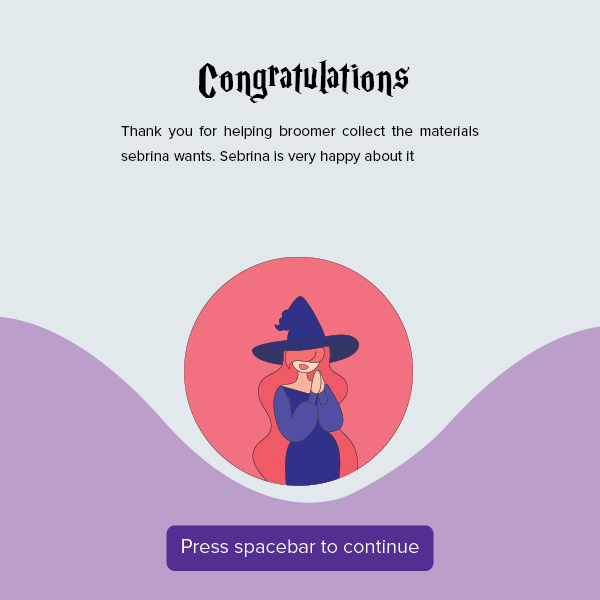 Congratulations
Thank you for helping broomer collect the materials
sebrina wants. Sebrina is very happy about it
Press spacebar to continue